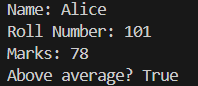 Name: Alice
Roll Number: 101
Marks: 78
Above average? True